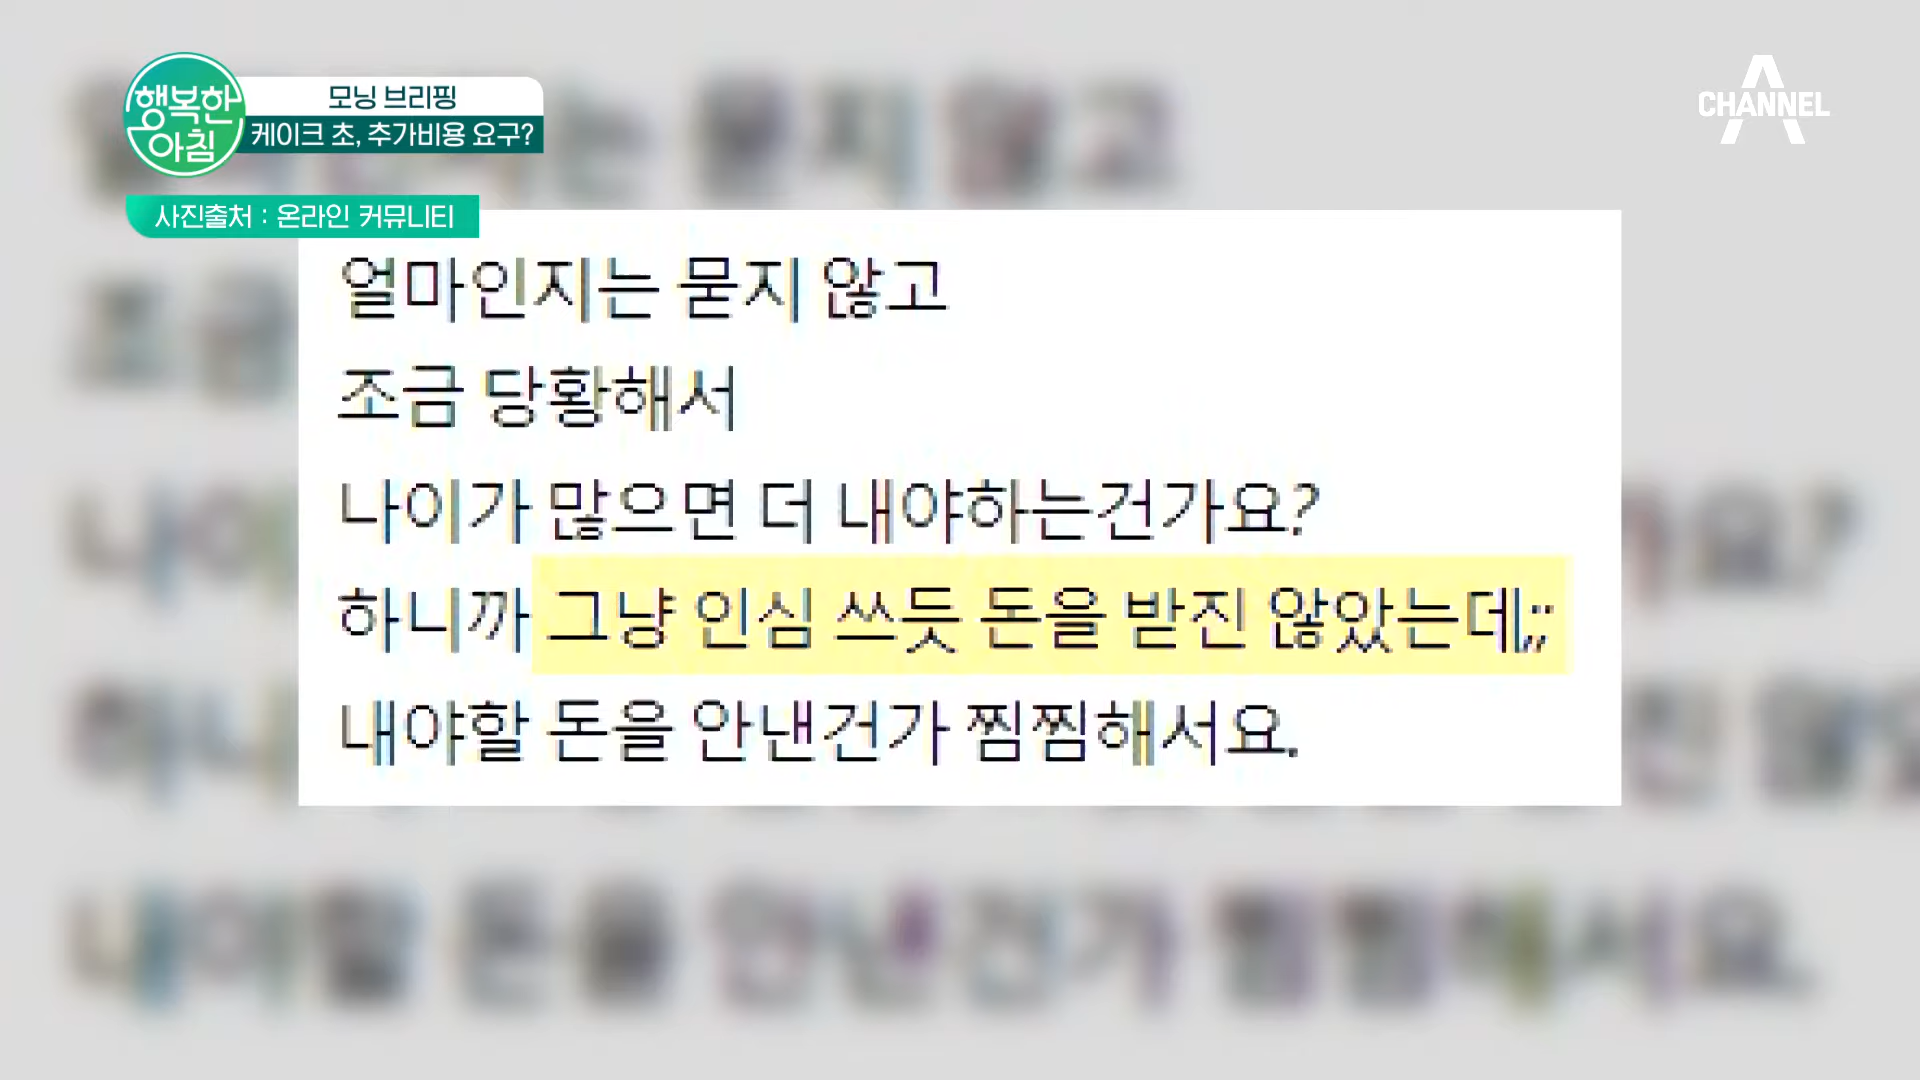 행복한
아침
모닝 브리핑
케이크 초, 추가비용 요구?
CHANNEL A
사진출처 : 온라인 커뮤니티
얼마인지는 묻지 않고
조금 당황해서
나이가 많으면 더 내야하는건가요?
하니까 그냥 인심 쓰듯 돈을 받진 않았는데;;
내야할 돈을 안낸건가 찜찜해서요.